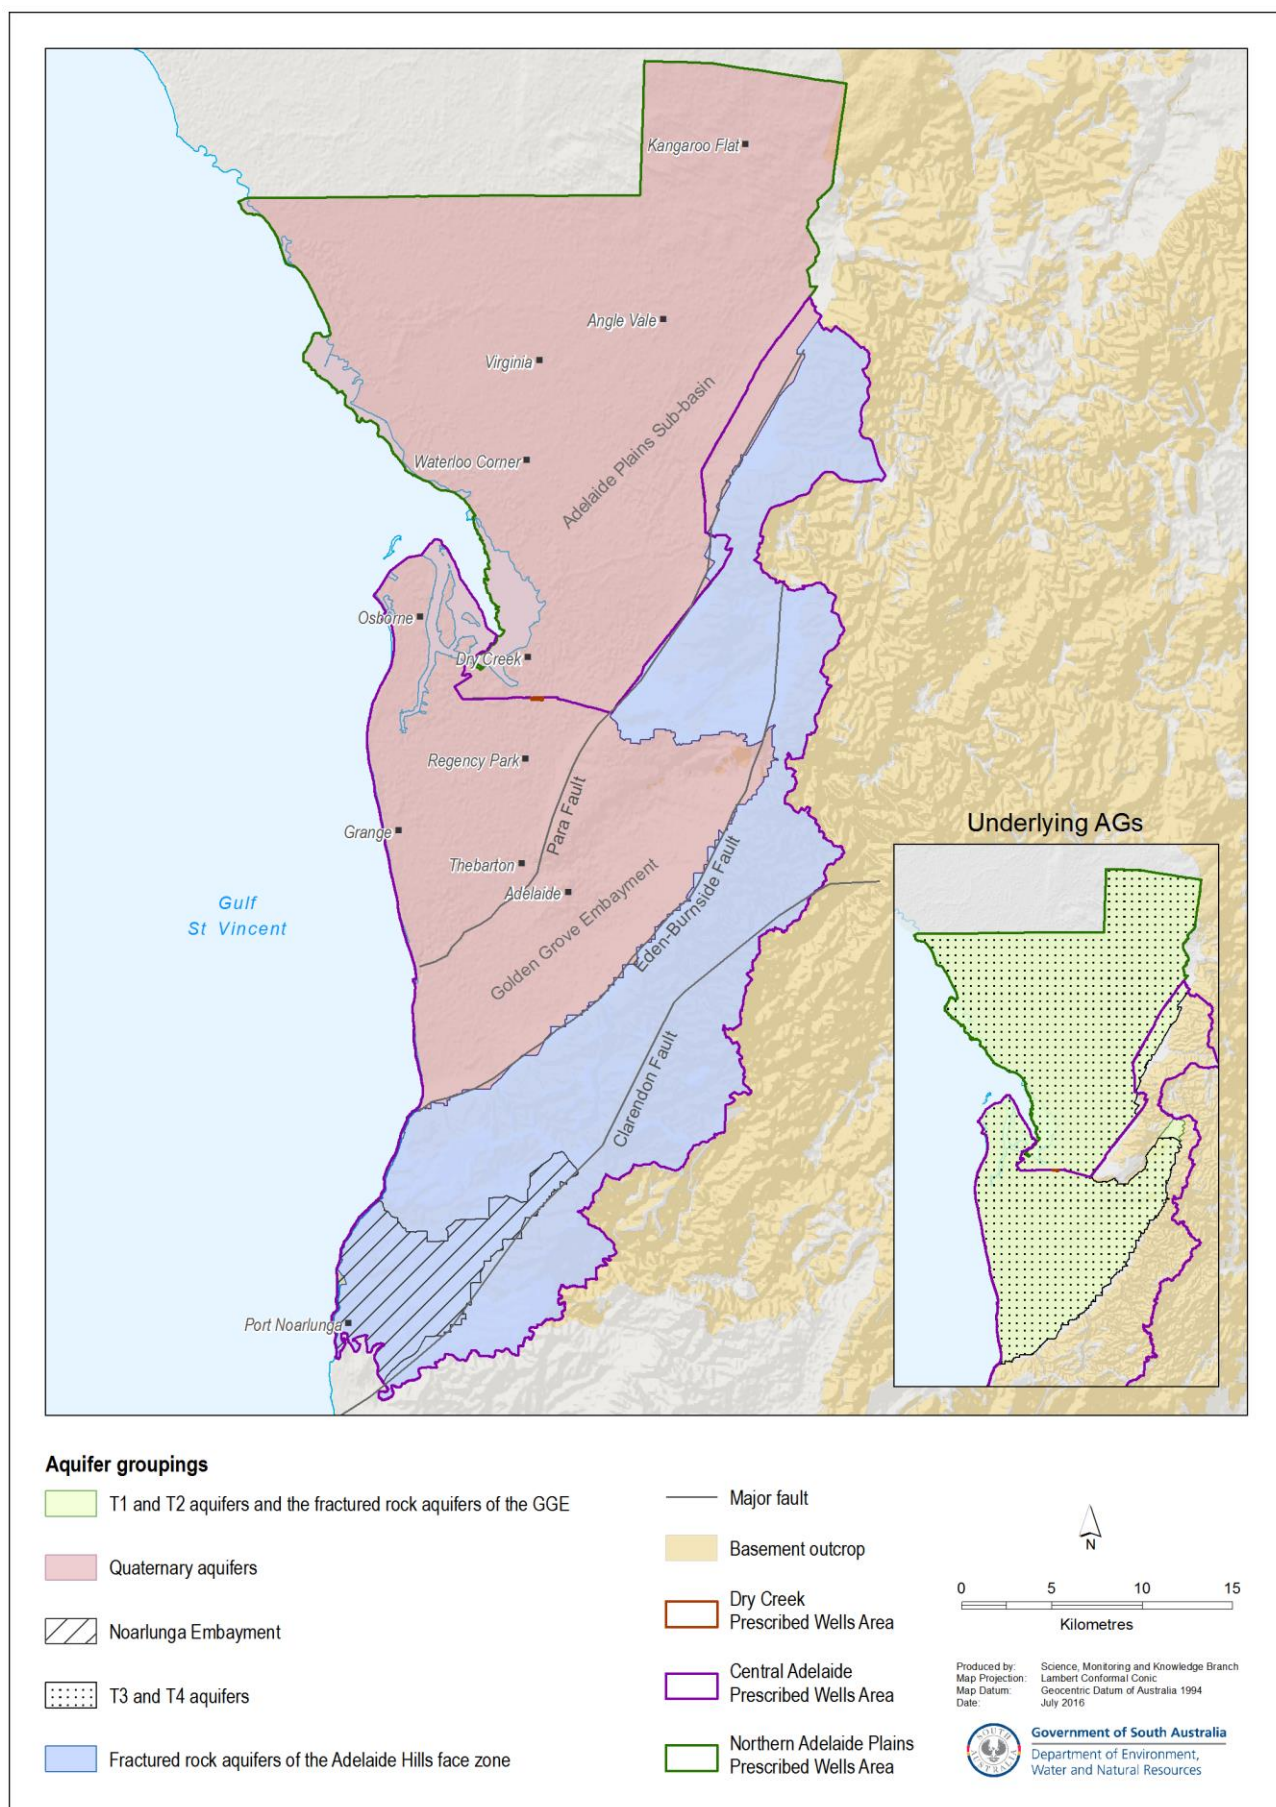 Kangaroo Flat
Angle Vale
Virginia
Adelaide Plains Sub-basin
Waterloo Corner
Osborne
Dry Creek
Regency Park
Para Fault
Grange
Thebarton
Adelaide
Golden Grove Embayment
Eden-Burnside Fault
Gulf
St Vincent
Clarendon Fault
Port Noarlunga
Underlying AGs
Aquifer groupings
T1 and T2 aquifers and the fractured rock aquifers of the GGE
Quaternary aquifers
Noarlunga Embayment
T3 and T4 aquifers
Fractured rock aquifers of the Adelaide Hills face zone
Major fault
Basement outcrop
Dry Creek
Prescribed Wells Area
Central Adelaide
Prescribed Wells Area
Northern Adelaide Plains
Prescribed Wells Area
N
0 5 10 15
Kilometres
Produced by: Science, Monitoring and Knowledge Branch
Map Projection: Lambert Conformal Conic
Map Datum: Geocentric Datum of Australia 1994
Date: July 2016
SOUTH AUSTRALIA
Government of South Australia
Department of Environment,
Water and Natural Resources